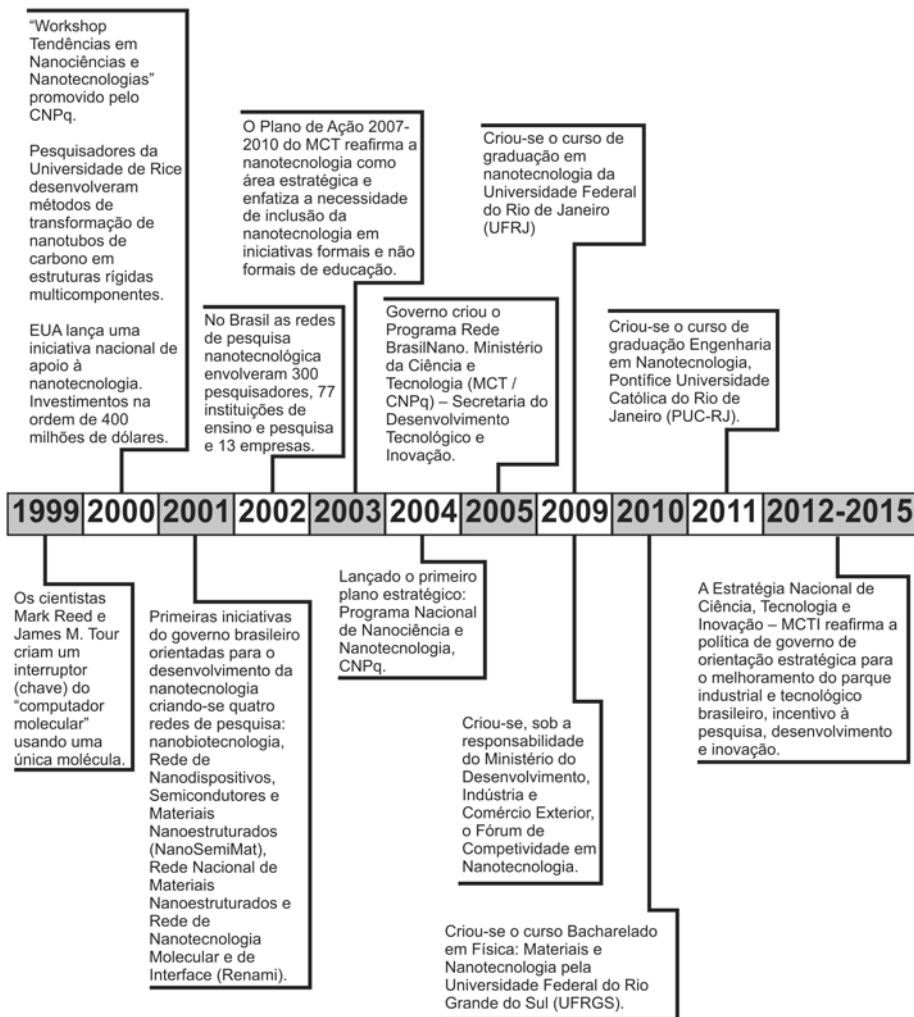 “Workshop
Tendências em
Nanociências e
Nanotecnologias”
promovido pelo
CNPq.
Pesquisadores da
Universidade de Rice
desenvolveram
métodos de
transformação de
nanotubos de
carbono em
estruturas rígidas
multicomponentes.
EUA lança uma
iniciativa nacional de
apoio à
nanotecnologia.
Investimentos na
ordem de 400
milhões de dólares.
No Brasil as redes
de pesquisa
nanotecnológica
envolveram 300
pesquisadores, 77
instituições de
ensino e pesquisa
e 13 empresas.
O Plano de Ação 2007-
2010 do MCT reafirma a
nanotecnologia como
área estratégica e
enfatiza a necessidade
de inclusão da
nanotecnologia em
iniciativas formais e não
formais de educação.
Governo criou o
Programa Rede
BrasilNano. Ministério
da Ciência e
Tecnologia (MCT /
CNPq) – Secretaria do
Desenvolvimento
Tecnológico e
Inovação.
Criou-se o curso de
graduação em
nanotecnologia da
Universidade Federal
do Rio de Janeiro
(UFRJ)
Criou-se o curso de
graduação Engenharia
em Nanotecnologia,
Pontífice Universidade
Católica do Rio de
Janeiro (PUC-RJ).
1999 2000 2001 2002 2003 2004 2005 2009 2010 2011 2012-2015
Os cientistas
Mark Reed e
James M. Tour
criam um
interruptor
(chave) do
“computador
molecular”
usando uma
única molécula.
Primeiras iniciativas
do governo brasileiro
orientadas para o
desenvolvimento da
nanotecnologia
criando-se quatro
redes de pesquisa:
nanobiotecnologia,
Rede de
Nanodispositivos,
Semicondutores e
Materiais
Nanoestruturados
(NanoSemiMat),
Rede Nacional de
Materiais
Nanoestruturados e
Rede de
Nanotecnologia
Molecular e de
Interface (Renami).
Lançado o primeiro
plano estratégico:
Programa Nacional
de Nanociência e
Nanotecnologia,
CNPq.
Criou-se, sob a
responsabilidade
do Ministério do
Desenvolvimento,
Indústria e
Comércio Exterior,
o Fórum de
Competividade em
Nanotecnologia.
Criou-se o curso Bacharelado
em Física: Materiais e
Nanotecnologia pela
Universidade Federal do Rio
Grande do Sul (UFRGS).
A Estratégia Nacional de
Ciência, Tecnologia e
Inovação – MCTI reafirma a
política de governo de
orientação estratégica para
o melhoramento do parque
industrial e tecnológico
brasileiro, incentivo à
pesquisa, desenvolvimento
e inovação.